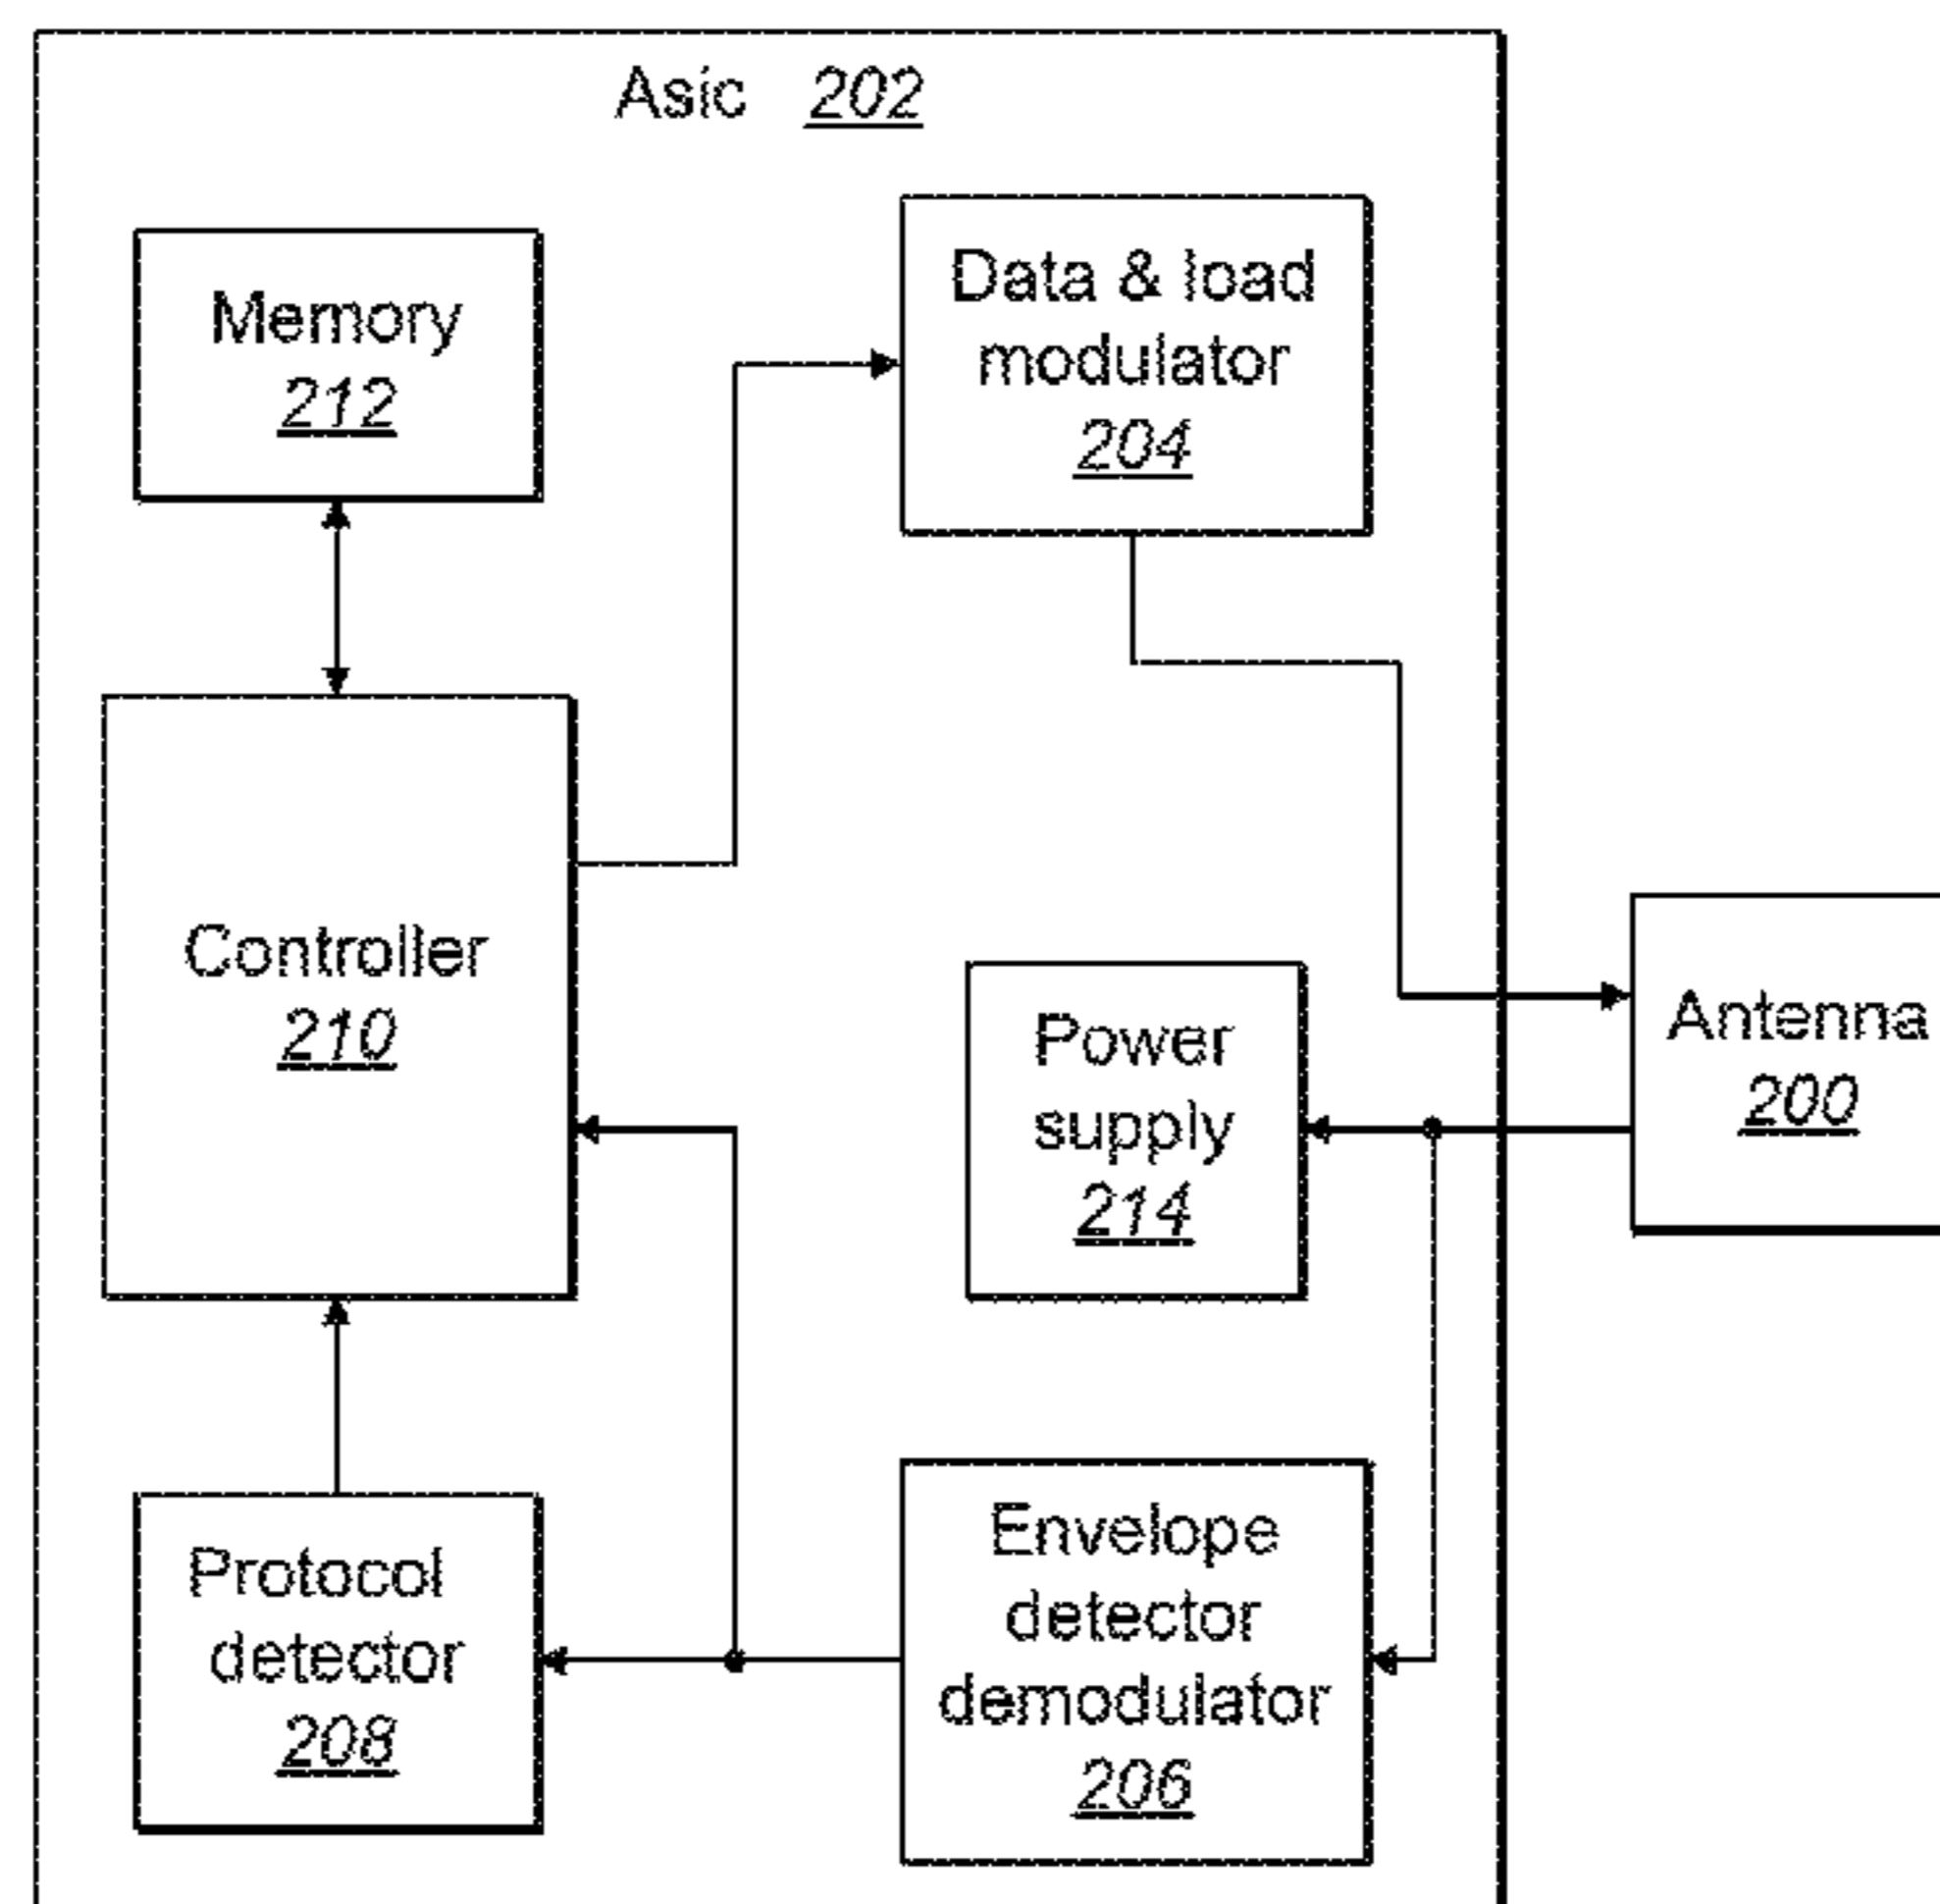 Asic 202
Memory
212
Data & load
modulator
204
Controller
210
Power
supply
214
Antenna
200
Protocol
detector
208
Envelope
detector
demodulator
206